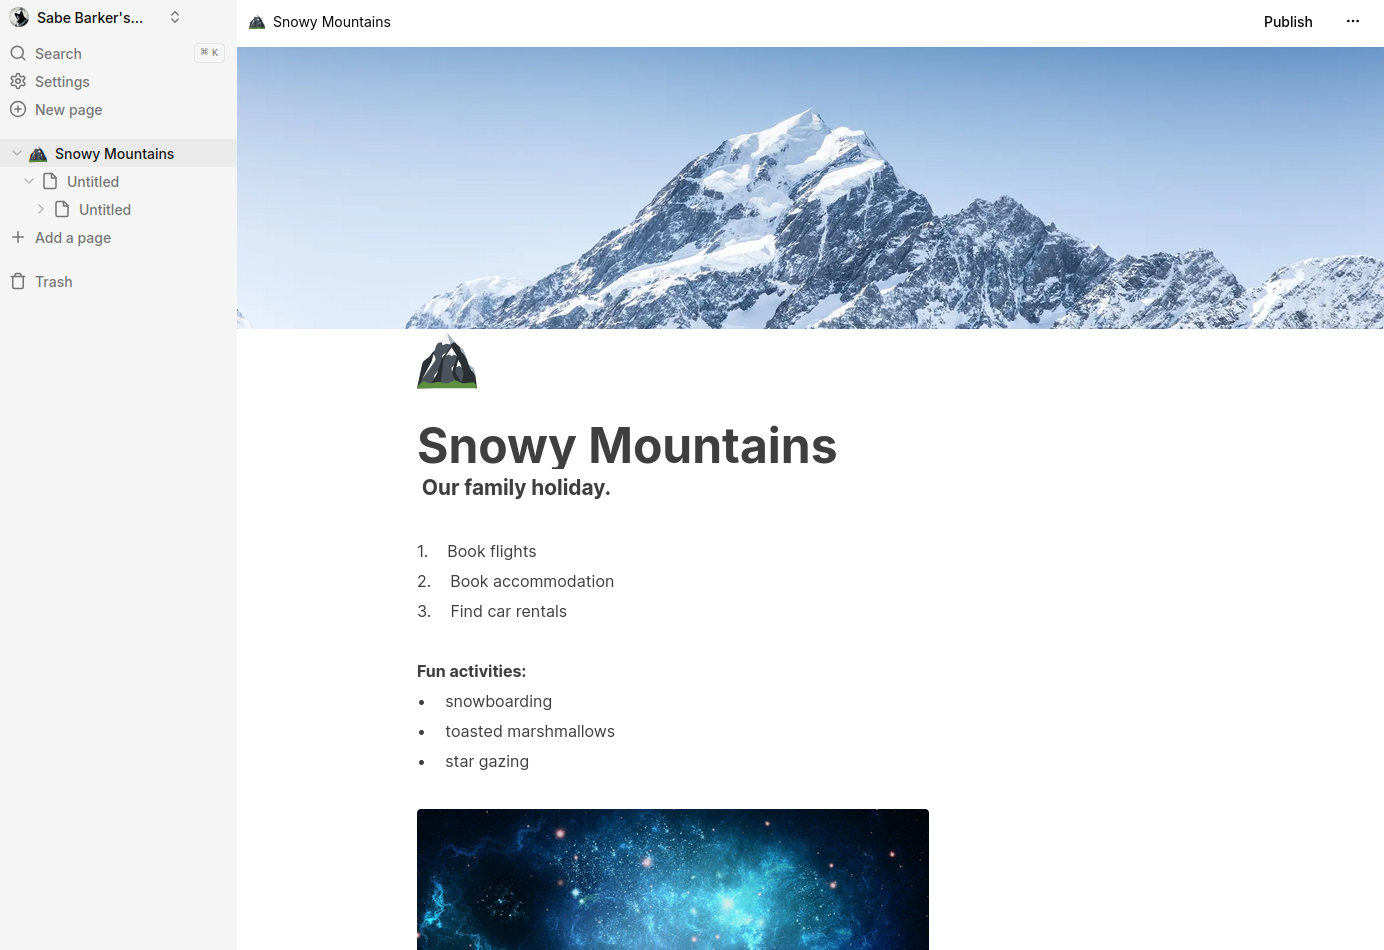 Sabe Barker's...
Search
⌘ K
Settings
New page
Snowy Mountains
Untitled
Untitled
Add a page
Trash
Snowy Mountains
Publish
Snowy Mountains
Our family holiday.
1. Book flights
2. Book accommodation
3. Find car rentals
Fun activities:
• snowboarding
• toasted marshmallows
• star gazing